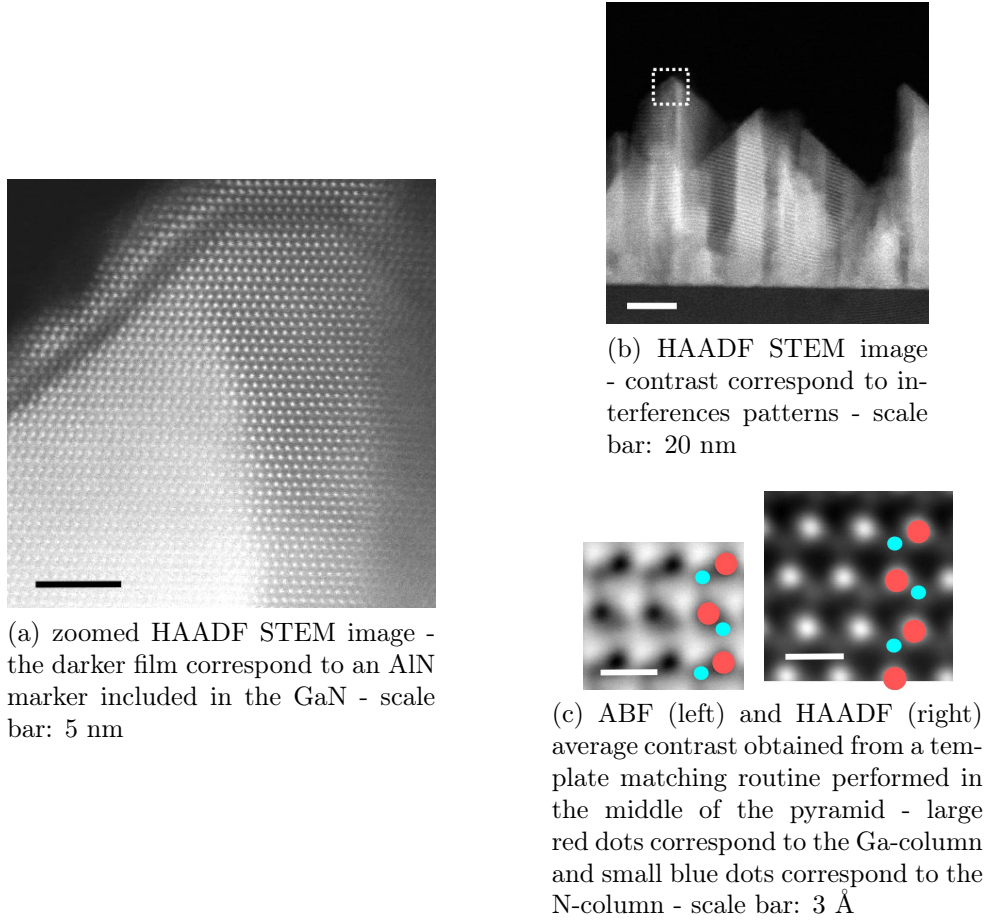 (a) zoomed HAADF STEM image -
the darker film correspond to an AlN
marker included in the GaN - scale
bar: 5 nm
(b) HAADF STEM image
- contrast correspond to in-
terferences patterns - scale
bar: 20 nm
(c) ABF (left) and HAADF (right)
average contrast obtained from a tem-
plate matching routine performed in
the middle of the pyramid - large
red dots correspond to the Ga-column
and small blue dots correspond to the
N-column - scale bar: 3 Å